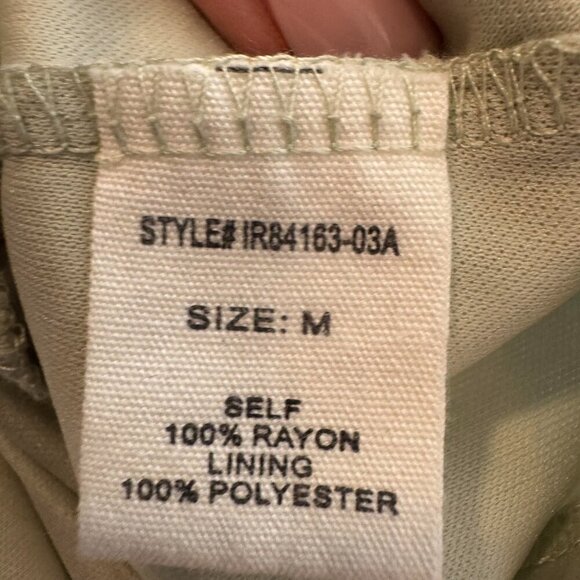 STYLE# IR84163-03A
SIZE: M
SELF
100% RAYON
LINING
100% POLYESTER